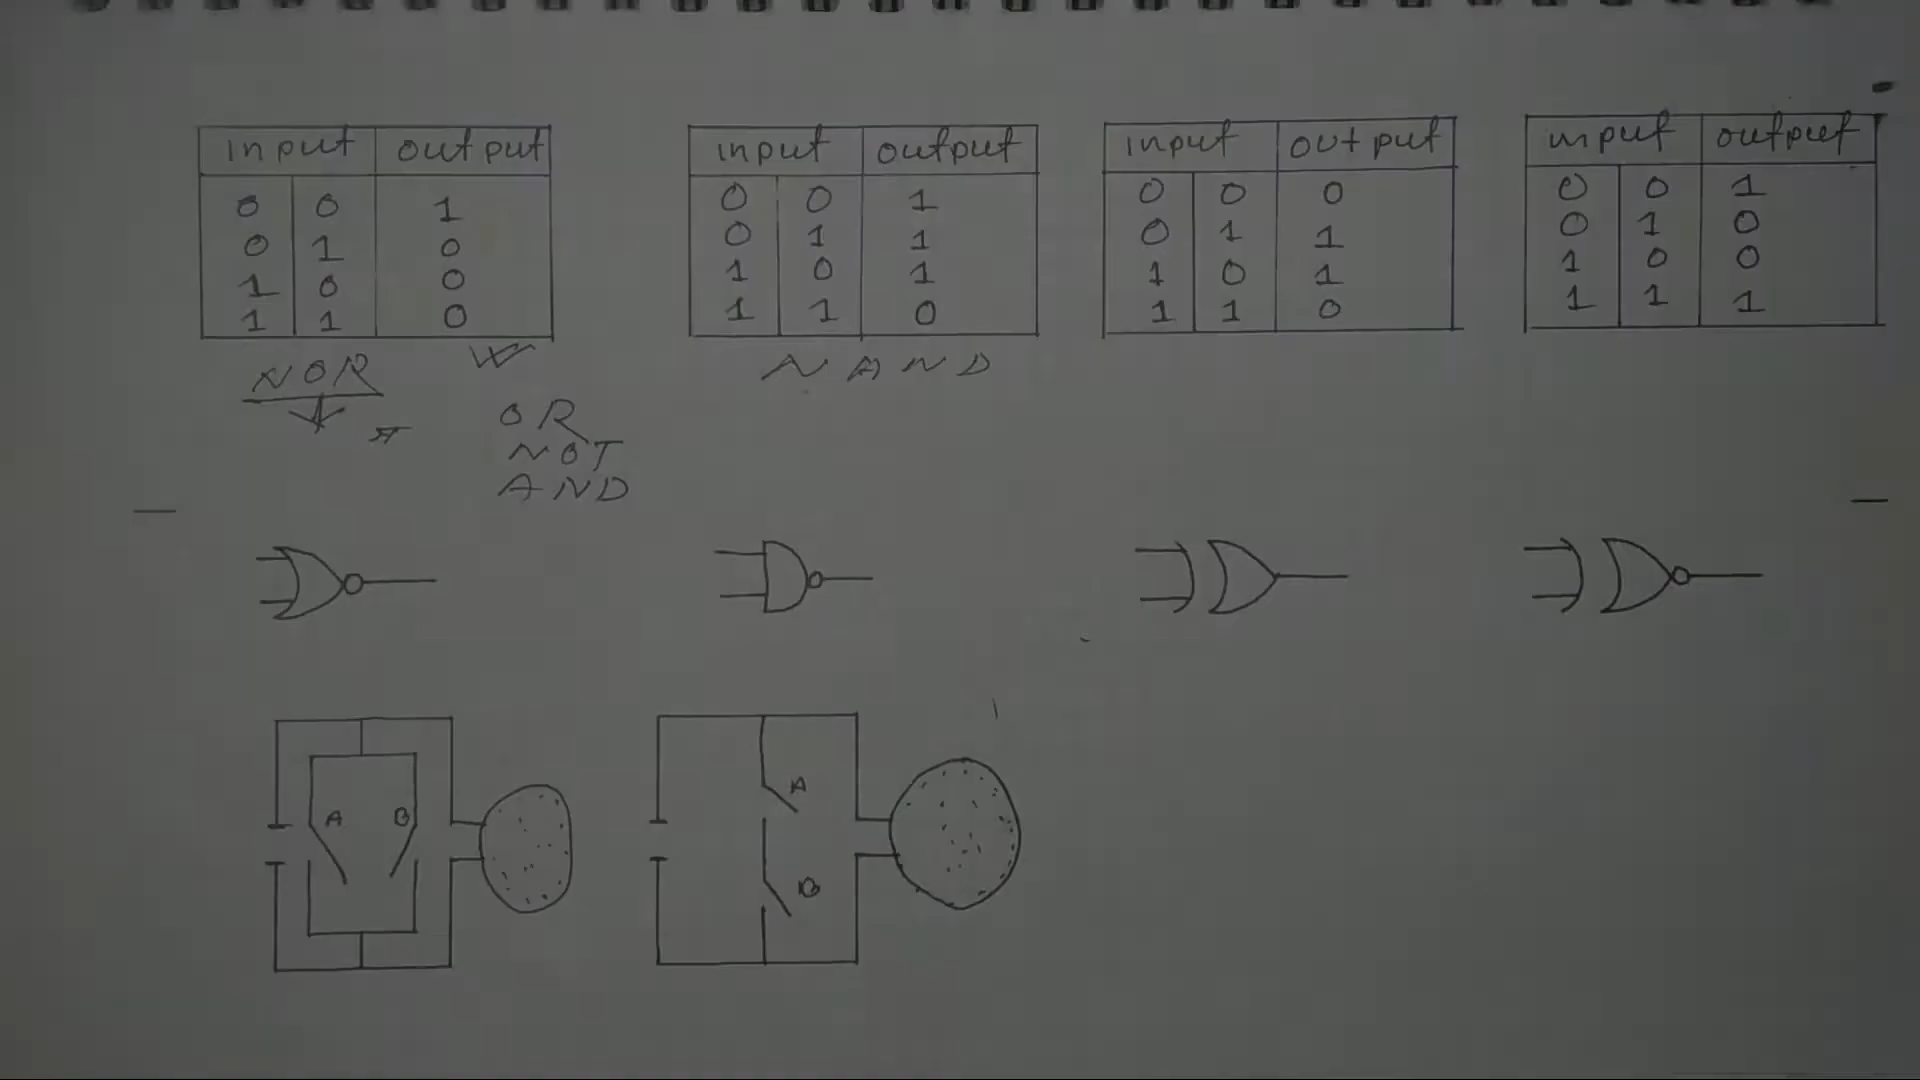 input output
0 0 1
0 1 0
1 0 0
1 1 0
NOR
OR
NOT
AND
input output
0 0 1
0 1 1
1 0 1
1 1 0
NAND
input output
0 0 0
0 1 1
1 0 1
1 1 0
input output
0 0 1
0 1 0
1 0 0
1 1 1
A B
A
B